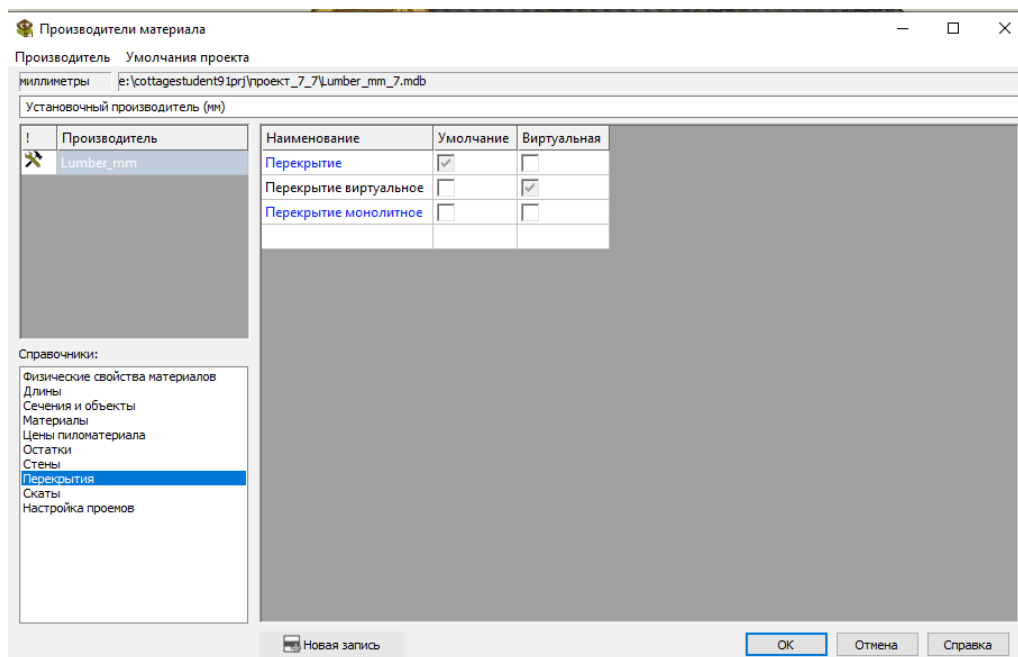 Производители материала
Производитель Умолчания проекта
миллиметры e:\cottagestudent91prj\проект_7_7\Lumber_mm_7.mdb
Установочный производитель (мм)
! Производитель
Lumber_mm
Наименование Умолчание Виртуальная
Перекрытие
Перекрытие виртуальное
Перекрытие монолитное
Справочники:
Физические свойства материалов
Длины
Сечения и объекты
Материалы
Цены пиломатериала
Остатки
Стены
Перекрытия
Скаты
Настройка проемов
Новая запись
OK Отмена Справка